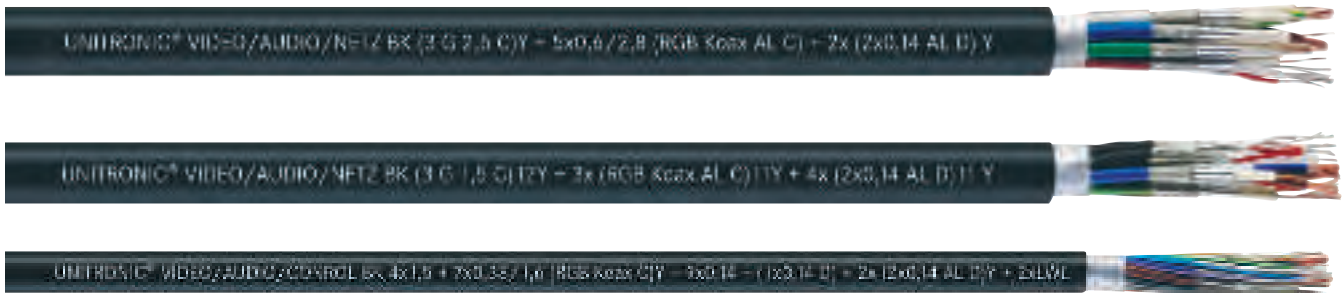 UNITRONIC® VIDEO/AUDIO/NETZ BK (3 G 2,5 C)Y + 5x0,6/2,8 (RGB Koax AL C) + 2x (2x0,14 AL D) Y
UNITRONIC® VIDEO/AUDIO/NETZ BK (3 G 1,5 C)12Y + 3x (RGB Koax AL C)11Y + 4x (2x0,14 AL D)11 Y
UNITRONIC® VIDEO/AUDIO/CONTROL BK 4x1,5 + (RGB Koax C)Y + 2x (2x0,14 AL D)Y + 2xLWL